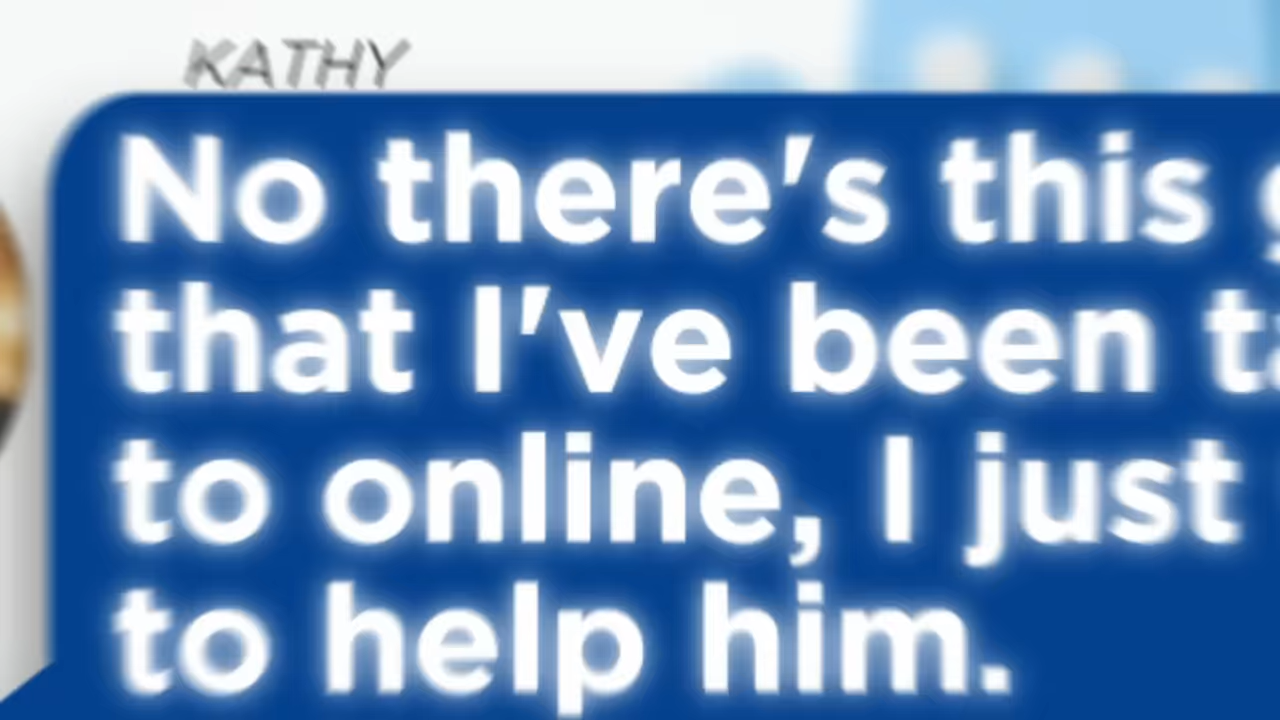 KATHY
No there's this
that I've been
to online, I just
to help him.